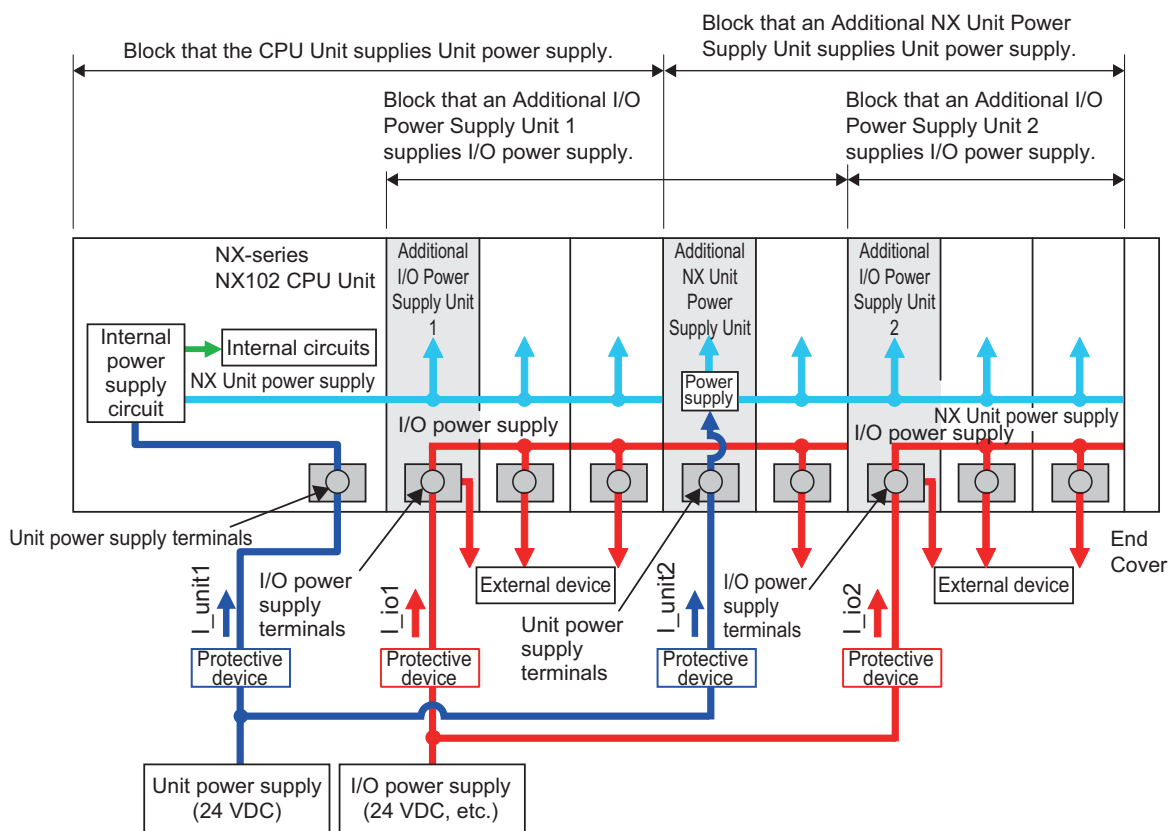 Block that an Additional NX Unit Power
Supply Unit supplies Unit power supply.
Block that the CPU Unit supplies Unit power supply.
Block that an Additional I/O
Power Supply Unit 1
supplies I/O power supply.
Block that an Additional I/O
Power Supply Unit 2
supplies I/O power supply.
NX-series
NX102 CPU Unit
Additional
I/O Power
Supply Unit
1
Additional
NX Unit
Power
Supply Unit
Additional
I/O Power
Supply Unit
2
Internal
power
supply
circuit
Internal circuits
NX Unit power supply
Power
supply
NX Unit power supply
I/O power supply
I/O power supply
Unit power supply terminals
I/O power
supply
terminals
External device
Unit power
supply
terminals
I/O power
supply
terminals
External device
End
Cover
I_unit1
I_io1
I_unit2
I_io2
Protective
device
Protective
device
Protective
device
Protective
device
Unit power supply
(24 VDC)
I/O power supply
(24 VDC, etc.)